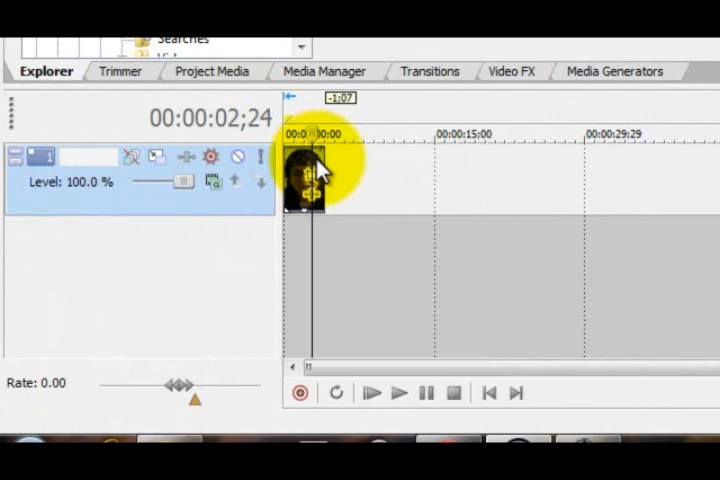 Searches
Explorer Trimmer Project Media Media Manager Transitions Video FX Media Generators
-1:07
00:00:02;24
00:00:15;00 00:00:29;29
1
Level: 100.0 %
Rate: 0.00